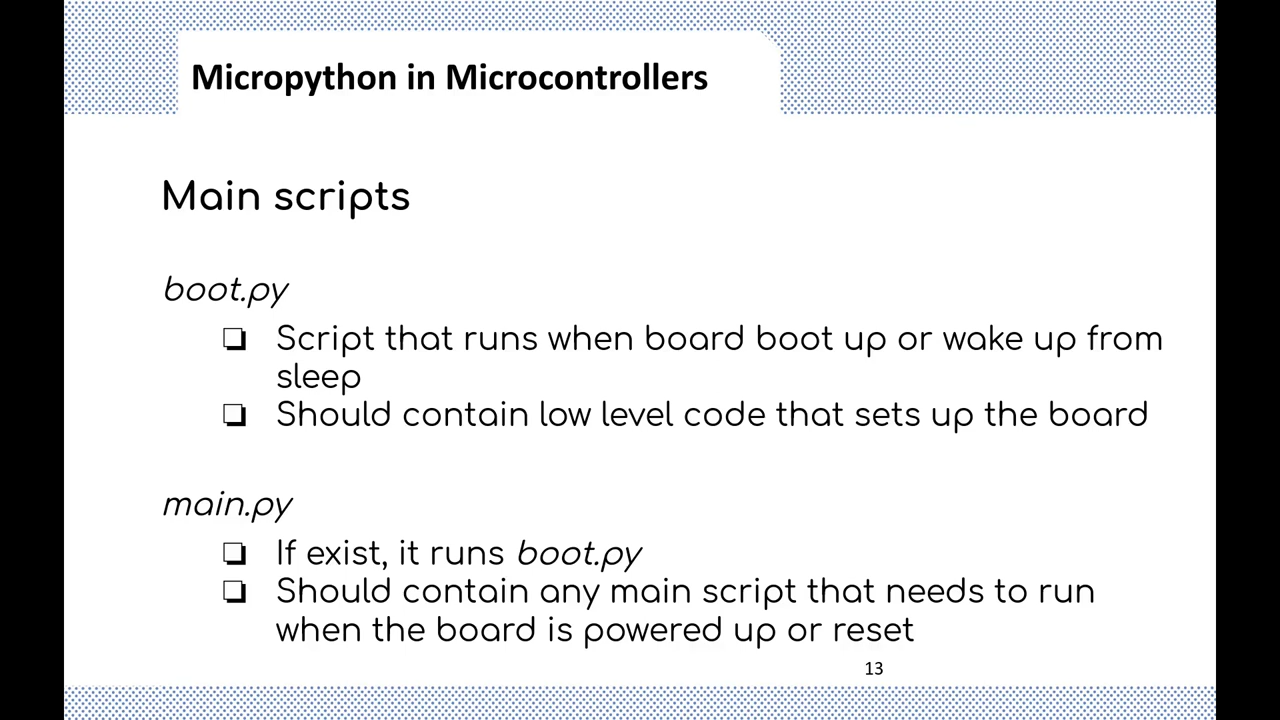 Micropython in Microcontrollers
Main scripts
boot.py
❏ Script that runs when board boot up or wake up from
sleep
❏ Should contain low level code that sets up the board
main.py
❏ If exist, it runs boot.py
❏ Should contain any main script that needs to run
when the board is powered up or reset
13